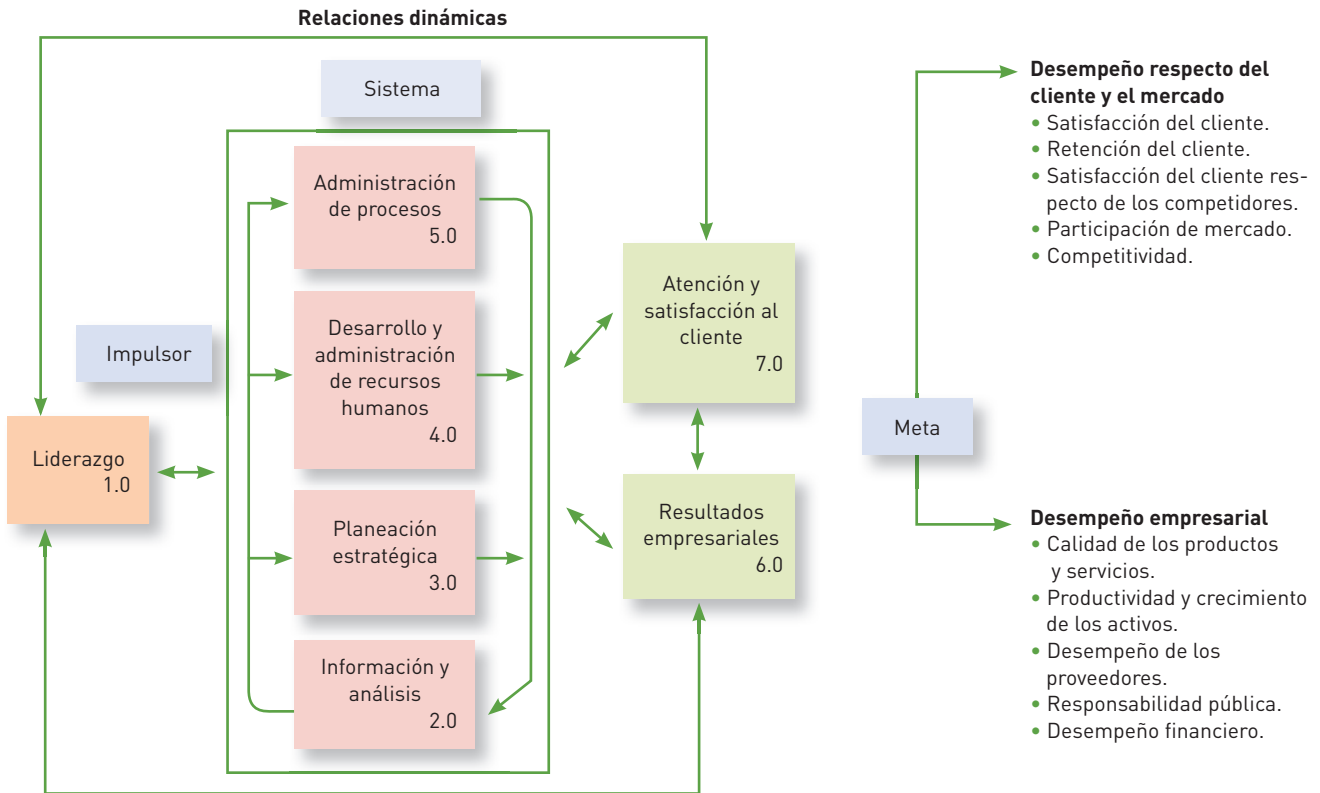 Relaciones dinámicas
Sistema
Administración
de procesos
5.0
Desarrollo y
administración
de recursos
humanos
4.0
Planeación
estratégica
3.0
Información y
análisis
2.0
Impulsor
Liderazgo
1.0
Atención y
satisfacción al
cliente
7.0
Resultados
empresariales
6.0
Meta
Desempeño respecto del
cliente y el mercado
• Satisfacción del cliente.
• Retención del cliente.
• Satisfacción del cliente res-
pecto de los competidores.
• Participación de mercado.
• Competitividad.
Desempeño empresarial
• Calidad de los productos
y servicios.
• Productividad y crecimiento
de los activos.
• Desempeño de los
proveedores.
• Responsabilidad pública.
• Desempeño financiero.